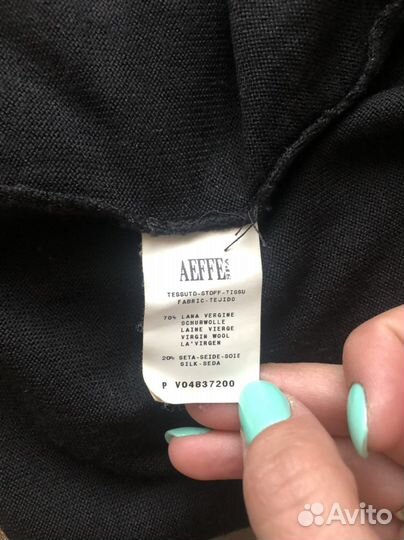 AEFFE SPA
TESSUTO-STOFF-TISSU
FABRIC-TEJIDO
70% LANA VERGINE
SCHURWOLLE
LAINE VIERGE
VIRGIN WOOL
LA'VIRGEN
20% SETA-SEIDE-SOIE
SILK-SEDA
P V04837200
Avito